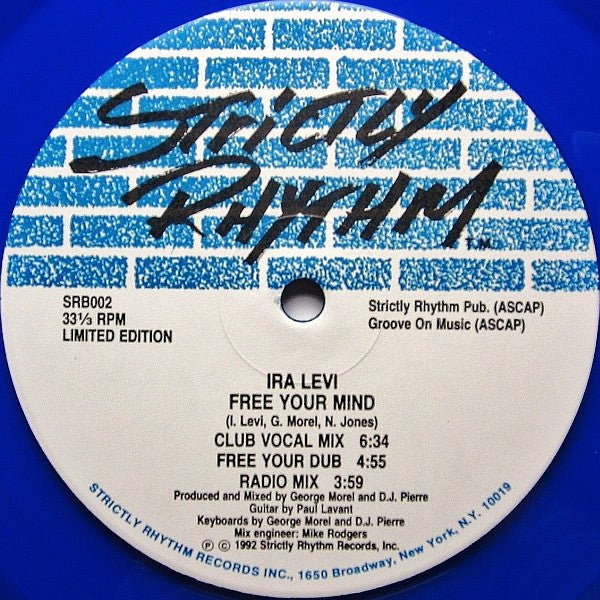 STRICTLY
RHYTHM
T.M.
SRB002
33⅓ RPM
LIMITED EDITION
Strictly Rhythm Pub. (ASCAP)
Groove On Music (ASCAP)
IRA LEVI
FREE YOUR MIND
(I. Levi, G. Morel, N. Jones)
CLUB VOCAL MIX 6:34
FREE YOUR DUB 4:55
RADIO MIX 3:59
Produced and Mixed by George Morel and D.J. Pierre
Guitar by Paul Lavant
Keyboards by George Morel and D.J. Pierre
Mix engineer: Mike Rodgers
℗ © 1992 Strictly Rhythm Records, Inc.
STRICTLY RHYTHM RECORDS INC., 1650 Broadway, New York, N.Y. 10019